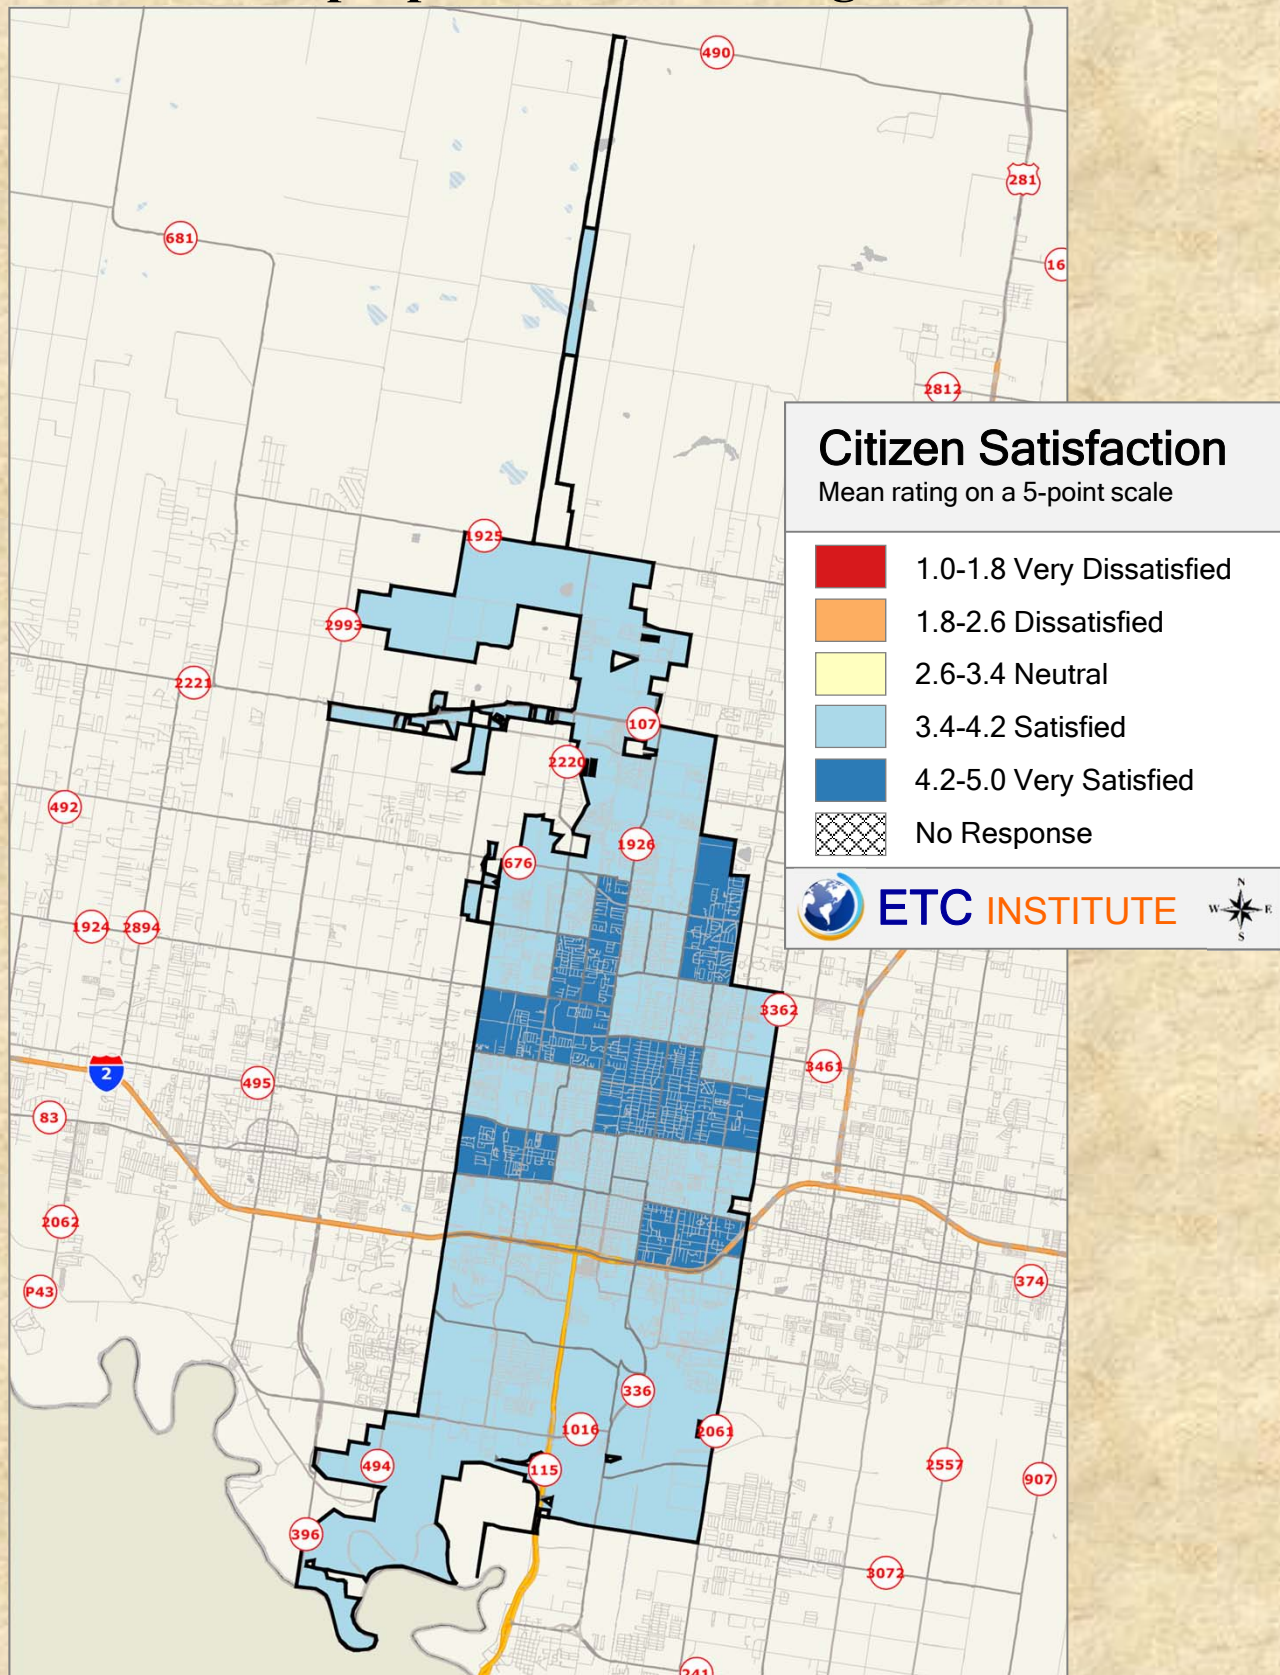 490
281
681
16
2812
Citizen Satisfaction
Mean rating on a 5-point scale
1925
1.0-1.8 Very Dissatisfied
1.8-2.6 Dissatisfied
2993
2.6-3.4 Neutral
2221
107
3.4-4.2 Satisfied
2220
4.2-5.0 Very Satisfied
492
No Response
1926
676
ETC INSTITUTE
N
W E
S
1924
2894
3362
3461
2
495
83
2062
374
P43
336
1016
2061
494
115
2557
907
396
3072
241